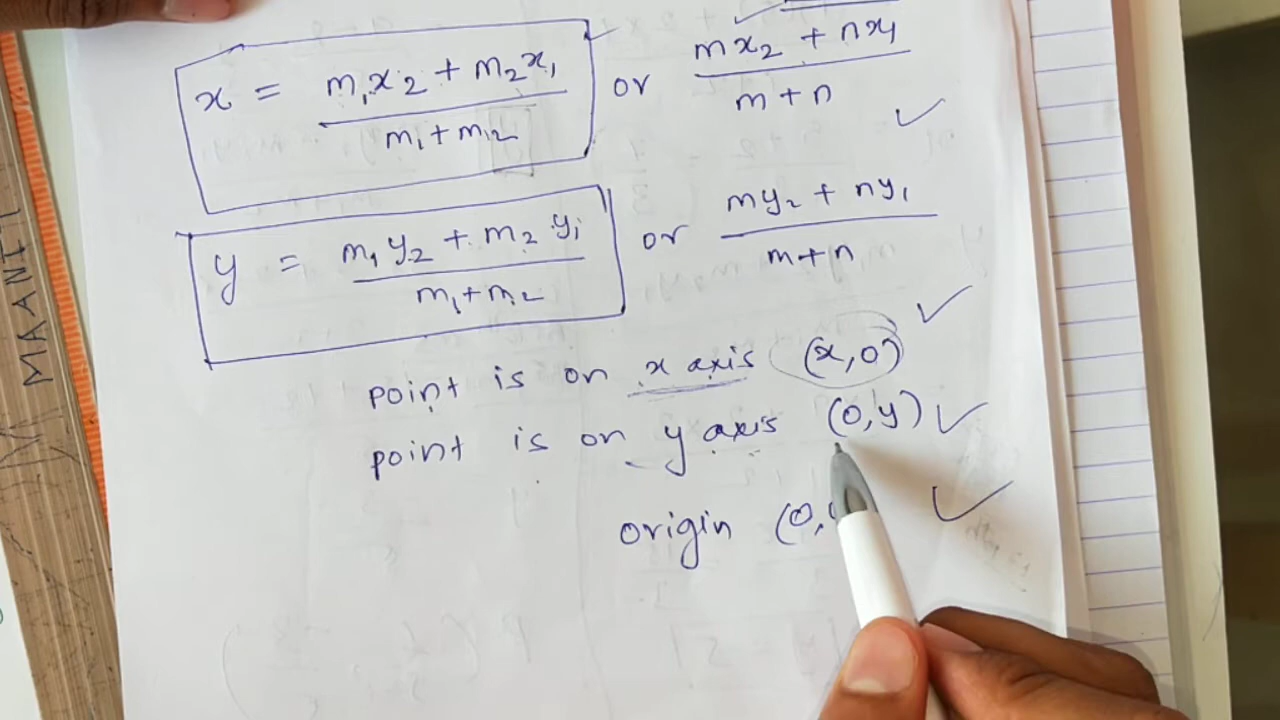 x = m₁x₂ + m₂x₁ / m₁+m₂ or mx₂ + nx₁ / m+n
y = m₁y₂ + m₂y₁ / m₁+m₂ or my₂ + ny₁ / m+n
point is on x axis (x,0)
point is on y axis (0,y)
origin (0,
MAANI